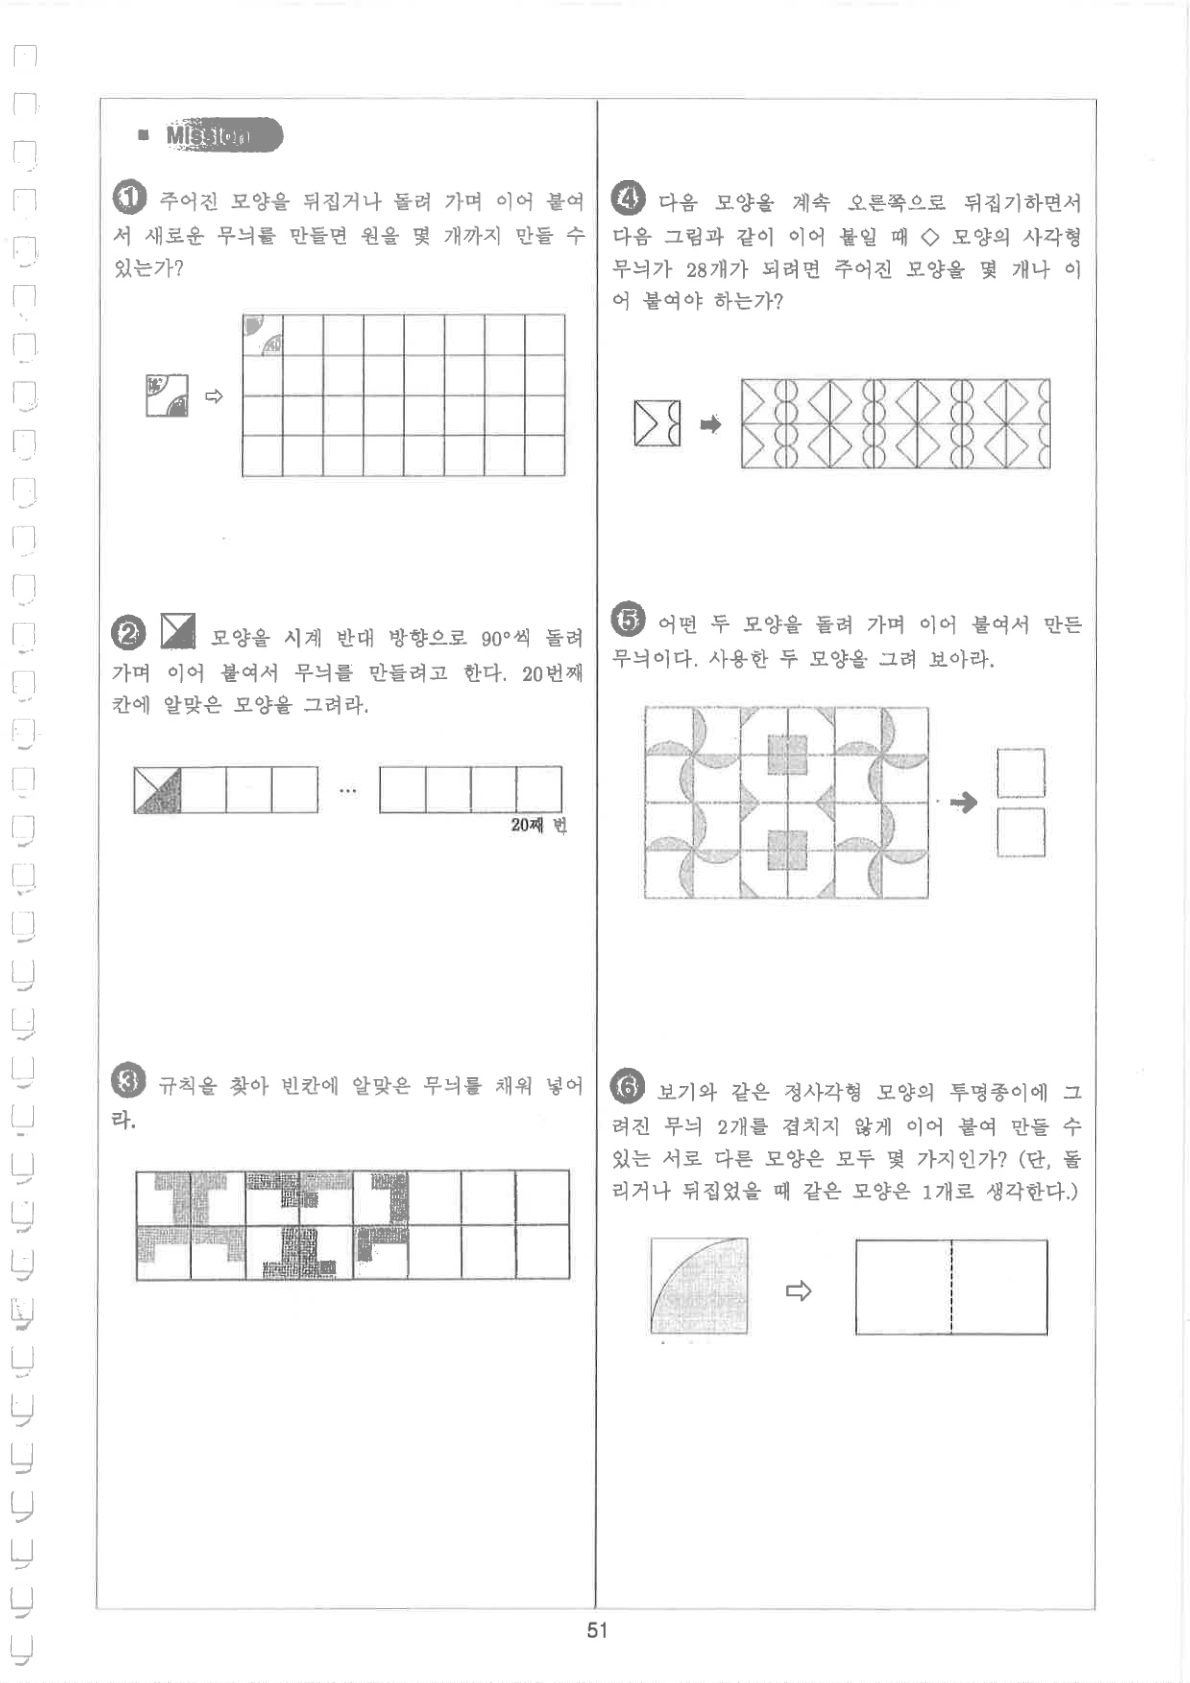 Mission
1 주어진 모양을 뒤집거나 돌려 가며 이어 붙여
서 새로운 무늬를 만들면 원을 몇 개까지 만들 수
있는가?
2 모양을 시계 반대 방향으로 90°씩 돌려
가며 이어 붙여서 무늬를 만들려고 한다. 20번째
칸에 알맞은 모양을 그려라.
...
20째 번
3 규칙을 찾아 빈칸에 알맞은 무늬를 채워 넣어
라.
4 다음 모양을 계속 오른쪽으로 뒤집기하면서
다음 그림과 같이 이어 붙일 때 ◇ 모양의 사각형
무늬가 28개가 되려면 주어진 모양을 몇 개나 이
어 붙여야 하는가?
5 어떤 두 모양을 돌려 가며 이어 붙여서 만든
무늬이다. 사용한 두 모양을 그려 보아라.
6 보기와 같은 정사각형 모양의 투명종이에 그
려진 무늬 2개를 겹치지 않게 이어 붙여 만들 수
있는 서로 다른 모양은 모두 몇 가지인가? (단, 돌
리거나 뒤집었을 때 같은 모양은 1개로 생각한다.)
51